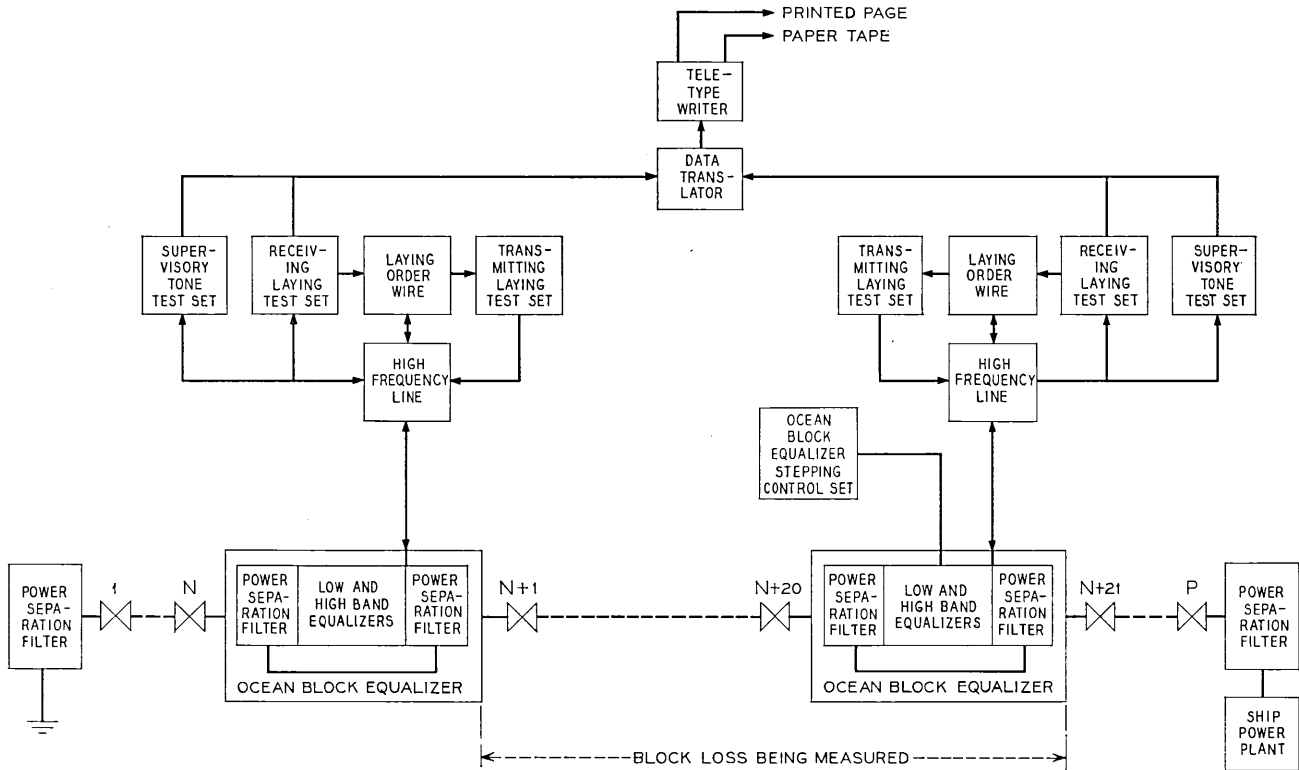 PRINTED PAGE
PAPER TAPE
TELE-
TYPE
WRITER
DATA
TRANS-
LATOR
SUPER-
VISORY
TONE
TEST SET
RECEIV-
ING
LAYING
TEST SET
LAYING
ORDER
WIRE
TRANS-
MITTING
LAYING
TEST SET
TRANS-
MITTING
LAYING
TEST SET
LAYING
ORDER
WIRE
RECEIV-
ING
LAYING
TEST SET
SUPER-
VISORY
TONE
TEST SET
HIGH
FREQUENCY
LINE
HIGH
FREQUENCY
LINE
OCEAN
BLOCK
EQUALIZER
STEPPING
CONTROL SET
POWER
SEPA-
RATION
FILTER
1
N
POWER
SEPA-
RATION
FILTER
LOW AND
HIGH BAND
EQUALIZERS
POWER
SEPA-
RATION
FILTER
OCEAN BLOCK EQUALIZER
N+1
N+20
POWER
SEPA-
RATION
FILTER
LOW AND
HIGH BAND
EQUALIZERS
POWER
SEPA-
RATION
FILTER
OCEAN BLOCK EQUALIZER
N+21
P
POWER
SEPA-
RATION
FILTER
SHIP
POWER
PLANT
BLOCK LOSS BEING MEASURED